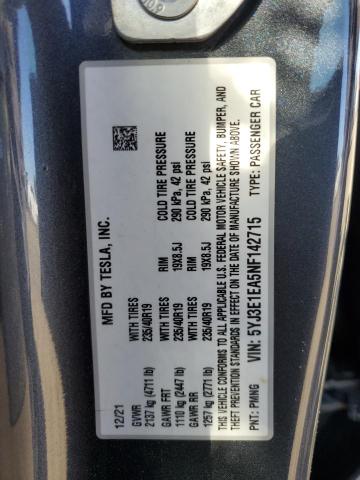 MFD BY TESLA, INC.
12/21
GVWR
2137 kg (4711 lb)
GAWR FRT WITH TIRES RIM COLD TIRE PRESSURE
1110 kg (2447 lb) 235/40R19 19X8.5J 290 kPa, 42 psi
GAWR RR WITH TIRES RIM COLD TIRE PRESSURE
1257 kg (2771 lb) 235/40R19 19X8.5J 290 kPa, 42 psi
THIS VEHICLE CONFORMS TO ALL APPLICABLE U.S. FEDERAL MOTOR VEHICLE SAFETY, BUMPER, AND
THEFT PREVENTION STANDARDS IN EFFECT ON THE DATE OF MANUFACTURE SHOWN ABOVE.
PNT: PMNG VIN: 5YJ3E1EA5NF142715 TYPE: PASSENGER CAR